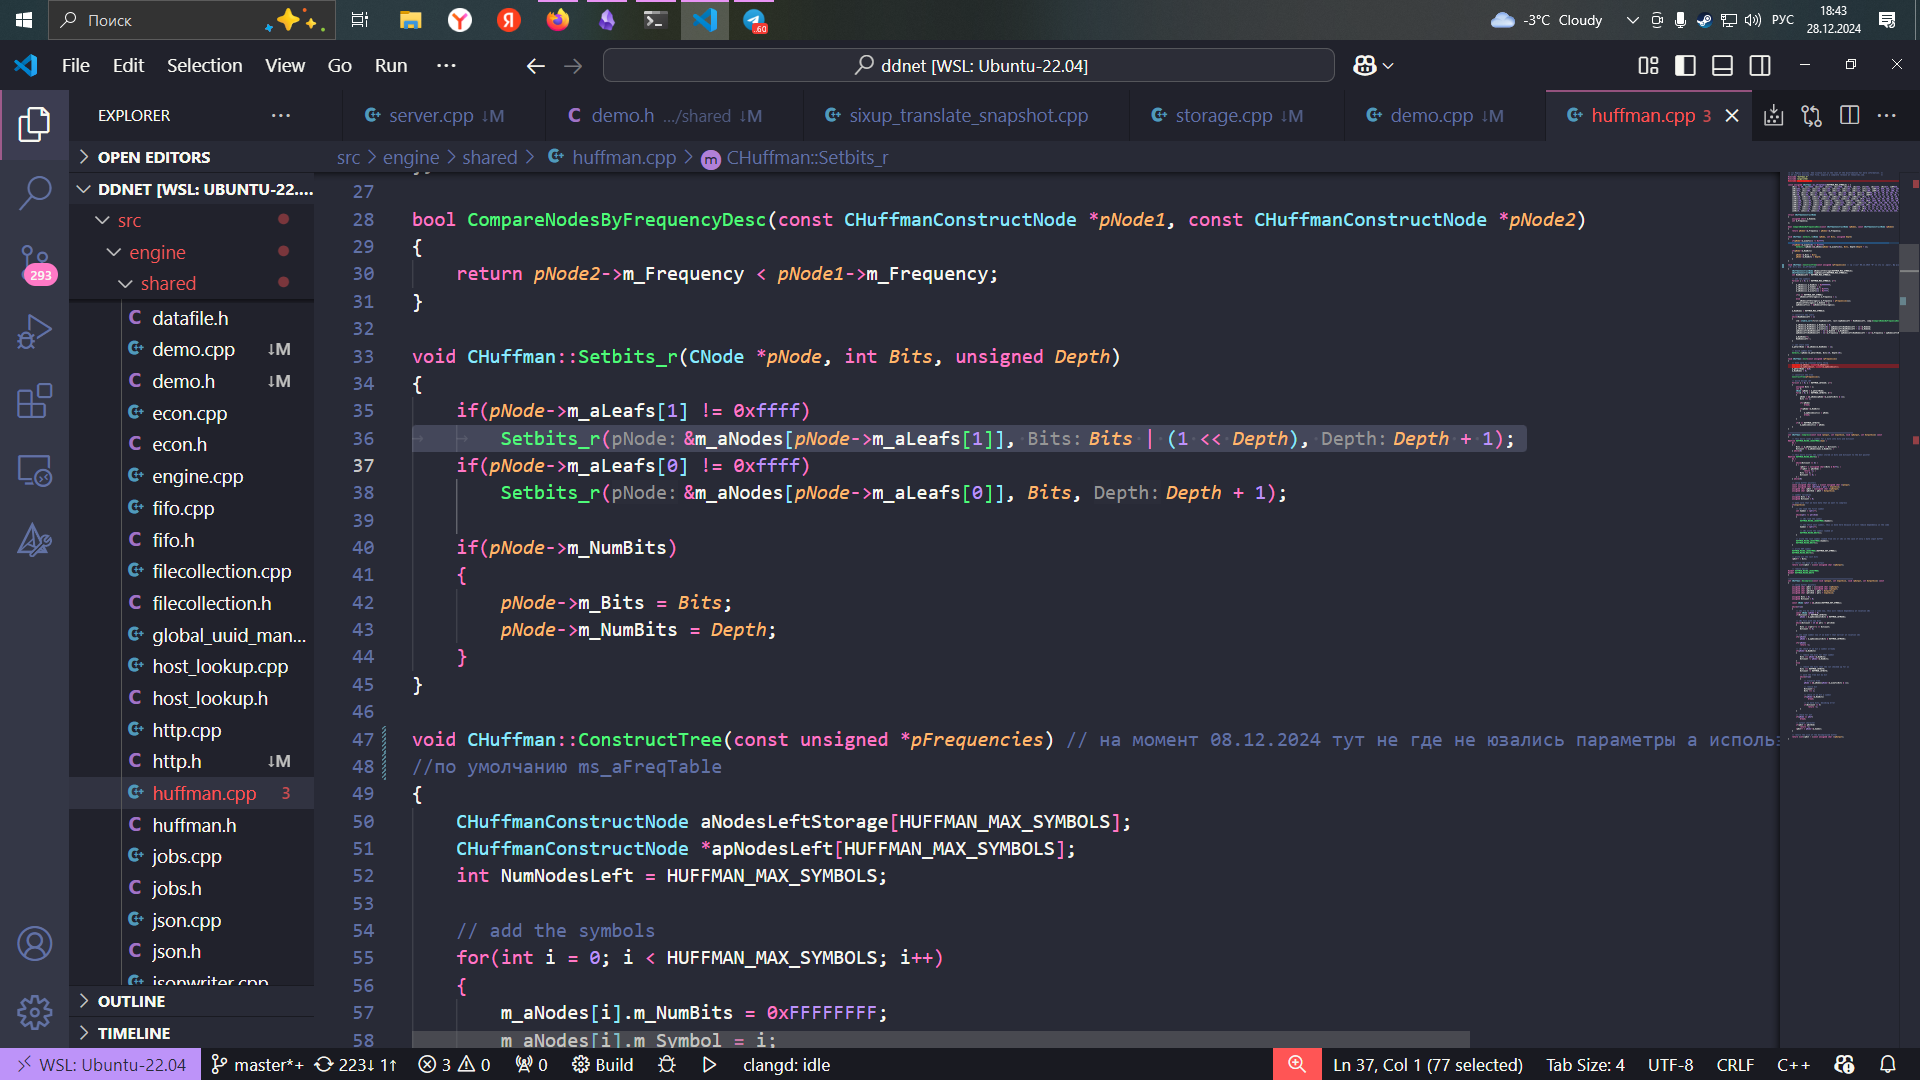 Поиск
60
-3°C Cloudy
РУС
18:43
28.12.2024
File Edit Selection View Go Run ···
ddnet [WSL: Ubuntu-22.04]
EXPLORER
server.cpp ↓M
demo.h .../shared ↓M
sixup_translate_snapshot.cpp
storage.cpp ↓M
demo.cpp ↓M
huffman.cpp 3
OPEN EDITORS
src > engine > shared > huffman.cpp > CHuffman::Setbits_r
DDNET [WSL: UBUNTU-22....
src
engine
shared
293
datafile.h
demo.cpp ↓M
demo.h ↓M
econ.cpp
econ.h
engine.cpp
fifo.cpp
fifo.h
filecollection.cpp
filecollection.h
global_uuid_man...
host_lookup.cpp
host_lookup.h
http.cpp
http.h ↓M
huffman.cpp 3
huffman.h
jobs.cpp
jobs.h
json.cpp
json.h
jsonwriter.cpp
OUTLINE
TIMELINE
27
28 bool CompareNodesByFrequencyDesc(const CHuffmanConstructNode *pNode1, const CHuffmanConstructNode *pNode2)
29 {
30 return pNode2->m_Frequency < pNode1->m_Frequency;
31 }
32
33 void CHuffman::Setbits_r(CNode *pNode, int Bits, unsigned Depth)
34 {
35 if(pNode->m_aLeafs[1] != 0xffff)
36 Setbits_r(pNode: &m_aNodes[pNode->m_aLeafs[1]], Bits: Bits | (1 << Depth), Depth: Depth + 1);
37 if(pNode->m_aLeafs[0] != 0xffff)
38 Setbits_r(pNode: &m_aNodes[pNode->m_aLeafs[0]], Bits, Depth: Depth + 1);
39
40 if(pNode->m_NumBits)
41 {
42 pNode->m_Bits = Bits;
43 pNode->m_NumBits = Depth;
44 }
45 }
46
47 void CHuffman::ConstructTree(const unsigned *pFrequencies) // на момент 08.12.2024 тут не где не юзались параметры а использ
48 //по умолчанию ms_aFreqTable
49 {
50 CHuffmanConstructNode aNodesLeftStorage[HUFFMAN_MAX_SYMBOLS];
51 CHuffmanConstructNode *apNodesLeft[HUFFMAN_MAX_SYMBOLS];
52 int NumNodesLeft = HUFFMAN_MAX_SYMBOLS;
53
54 // add the symbols
55 for(int i = 0; i < HUFFMAN_MAX_SYMBOLS; i++)
56 {
57 m_aNodes[i].m_NumBits = 0xFFFFFFFF;
58 m_aNodes[i].m_Symbol = i;
WSL: Ubuntu-22.04 master*+ 223↓ 1↑ 3 0 0 Build clangd: idle Ln 37, Col 1 (77 selected) Tab Size: 4 UTF-8 CRLF C++